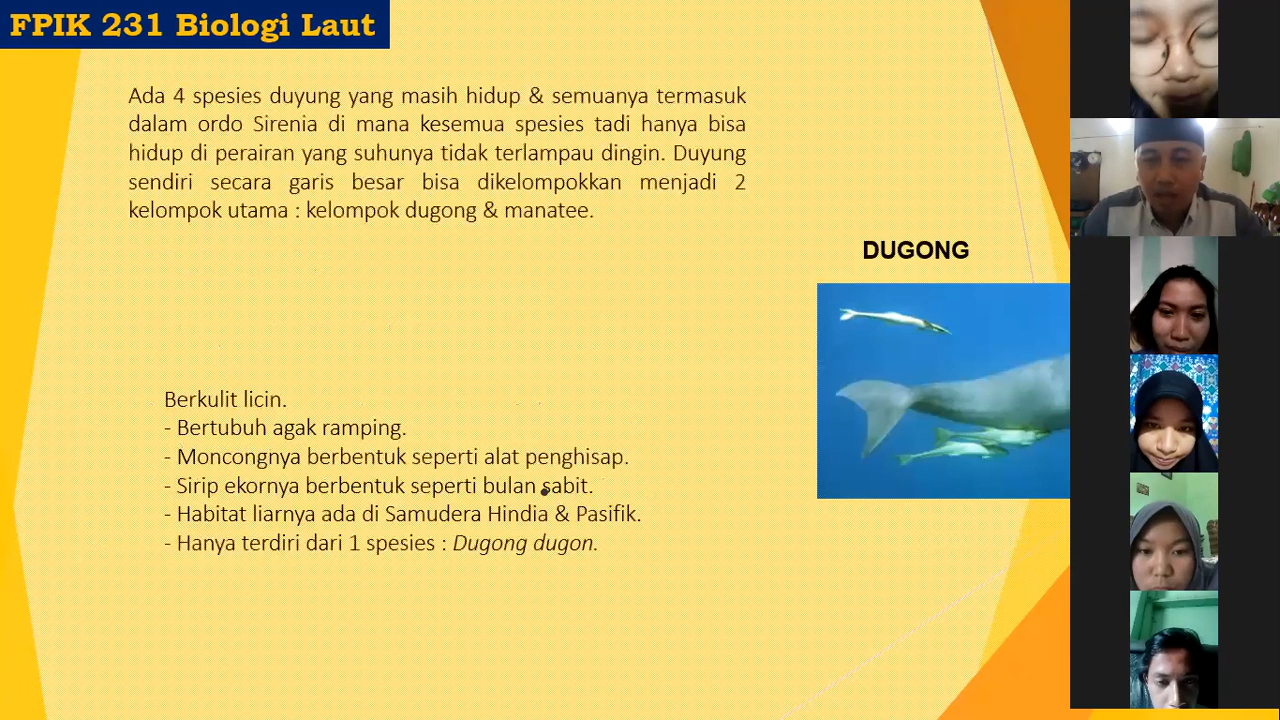 FPIK 231 Biologi Laut
Ada 4 spesies duyung yang masih hidup & semuanya termasuk
dalam ordo Sirenia di mana kesemua spesies tadi hanya bisa
hidup di perairan yang suhunya tidak terlampau dingin. Duyung
sendiri secara garis besar bisa dikelompokkan menjadi 2
kelompok utama : kelompok dugong & manatee.
DUGONG
Berkulit licin.
- Bertubuh agak ramping.
- Moncongnya berbentuk seperti alat penghisap.
- Sirip ekornya berbentuk seperti bulan sabit.
- Habitat liarnya ada di Samudera Hindia & Pasifik.
- Hanya terdiri dari 1 spesies : Dugong dugon.